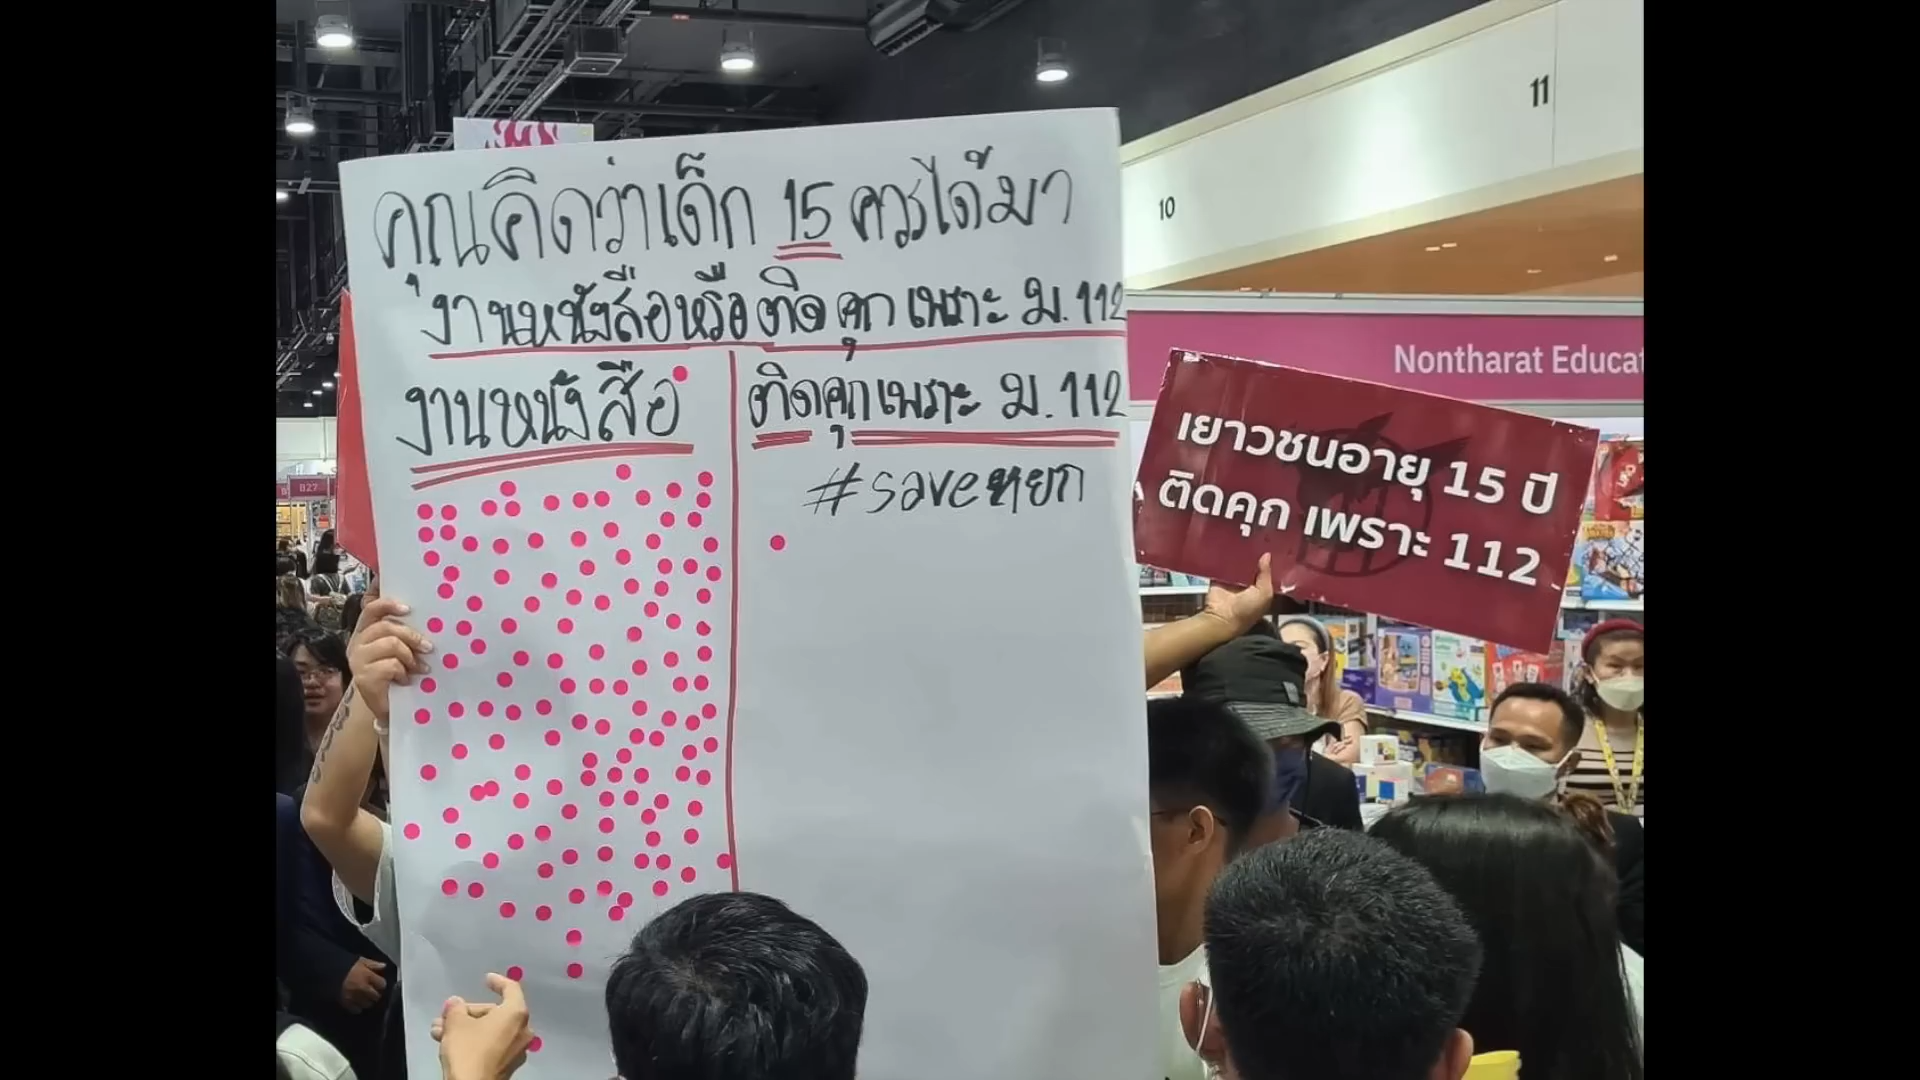 คุณคิดว่าเด็ก 15 ควรได้มา
งานหนังสือหรือติดคุก เพราะ ม.112
งานหนังสือ
ติดคุกเพราะ ม.112
#saveหยก
เยาวชนอายุ 15 ปี
ติดคุก เพราะ 112
Nontharat Educat
10
11
B27